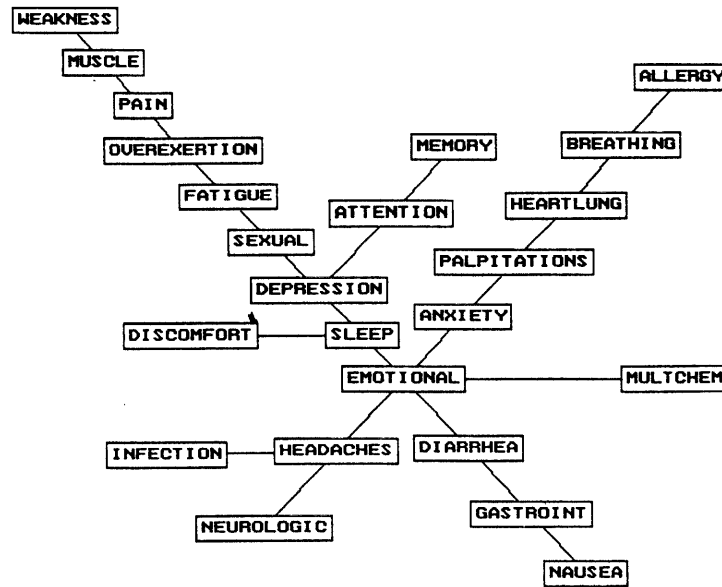 WEAKNESS
MUSCLE
ALLERGY
PAIN
OVEREXERTION
MEMORY
BREATHING
FATIGUE
ATTENTION
HEARTLUNG
SEXUAL
PALPITATIONS
DEPRESSION
ANXIETY
DISCOMFORT
SLEEP
EMOTIONAL
MULTCHEM
INFECTION
HEADACHES
DIARRHEA
NEUROLOGIC
GASTROINT
NAUSEA